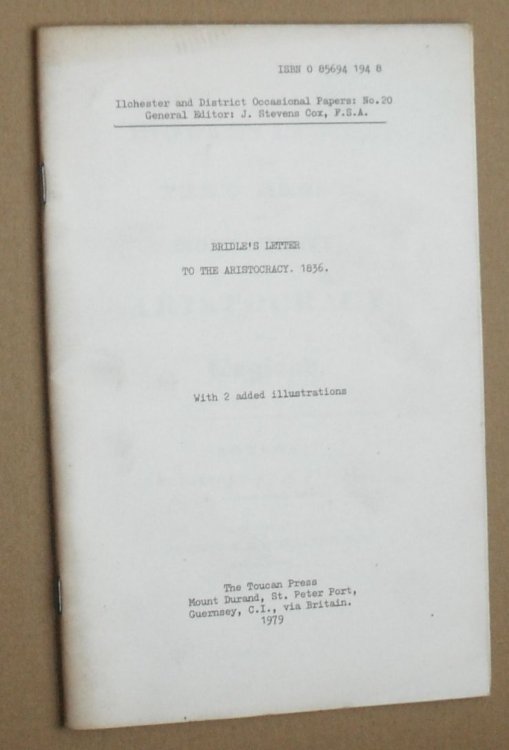 ISBN 0 85694 194 8
Ilchester and District Occasional Papers: No.20
General Editor: J. Stevens Cox, F.S.A.
BRIDLE'S LETTER
TO THE ARISTOCRACY. 1836.
With 2 added illustrations
The Toucan Press
Mount Durand, St. Peter Port,
Guernsey, C.I., via Britain.
1979